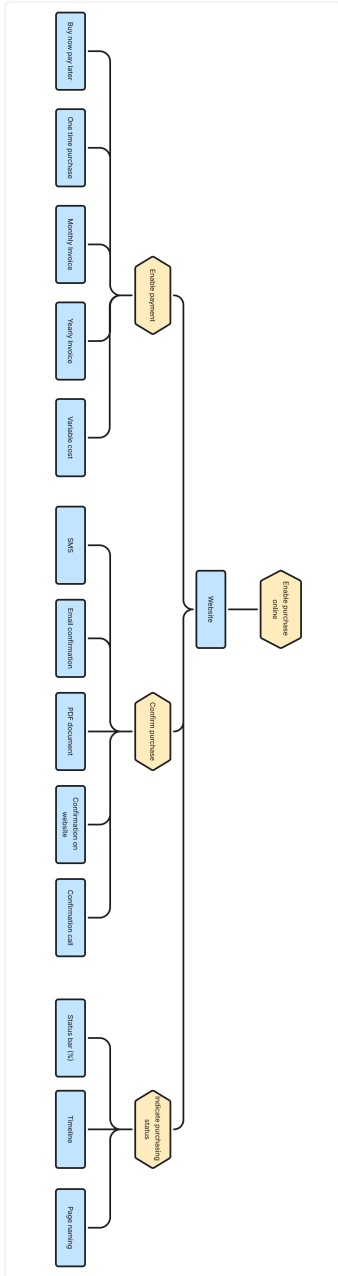 Enable purchase
online
Website
Enable payment
Confirm purchase
Indicate purchasing
status
Buy now pay later
One time purchase
Monthly Invoice
Yearly Invoice
Variable cost
SMS
Email confirmation
PDF document
Confirmation on
website
Confirmation call
Status bar (%)
Timeline
Page naming